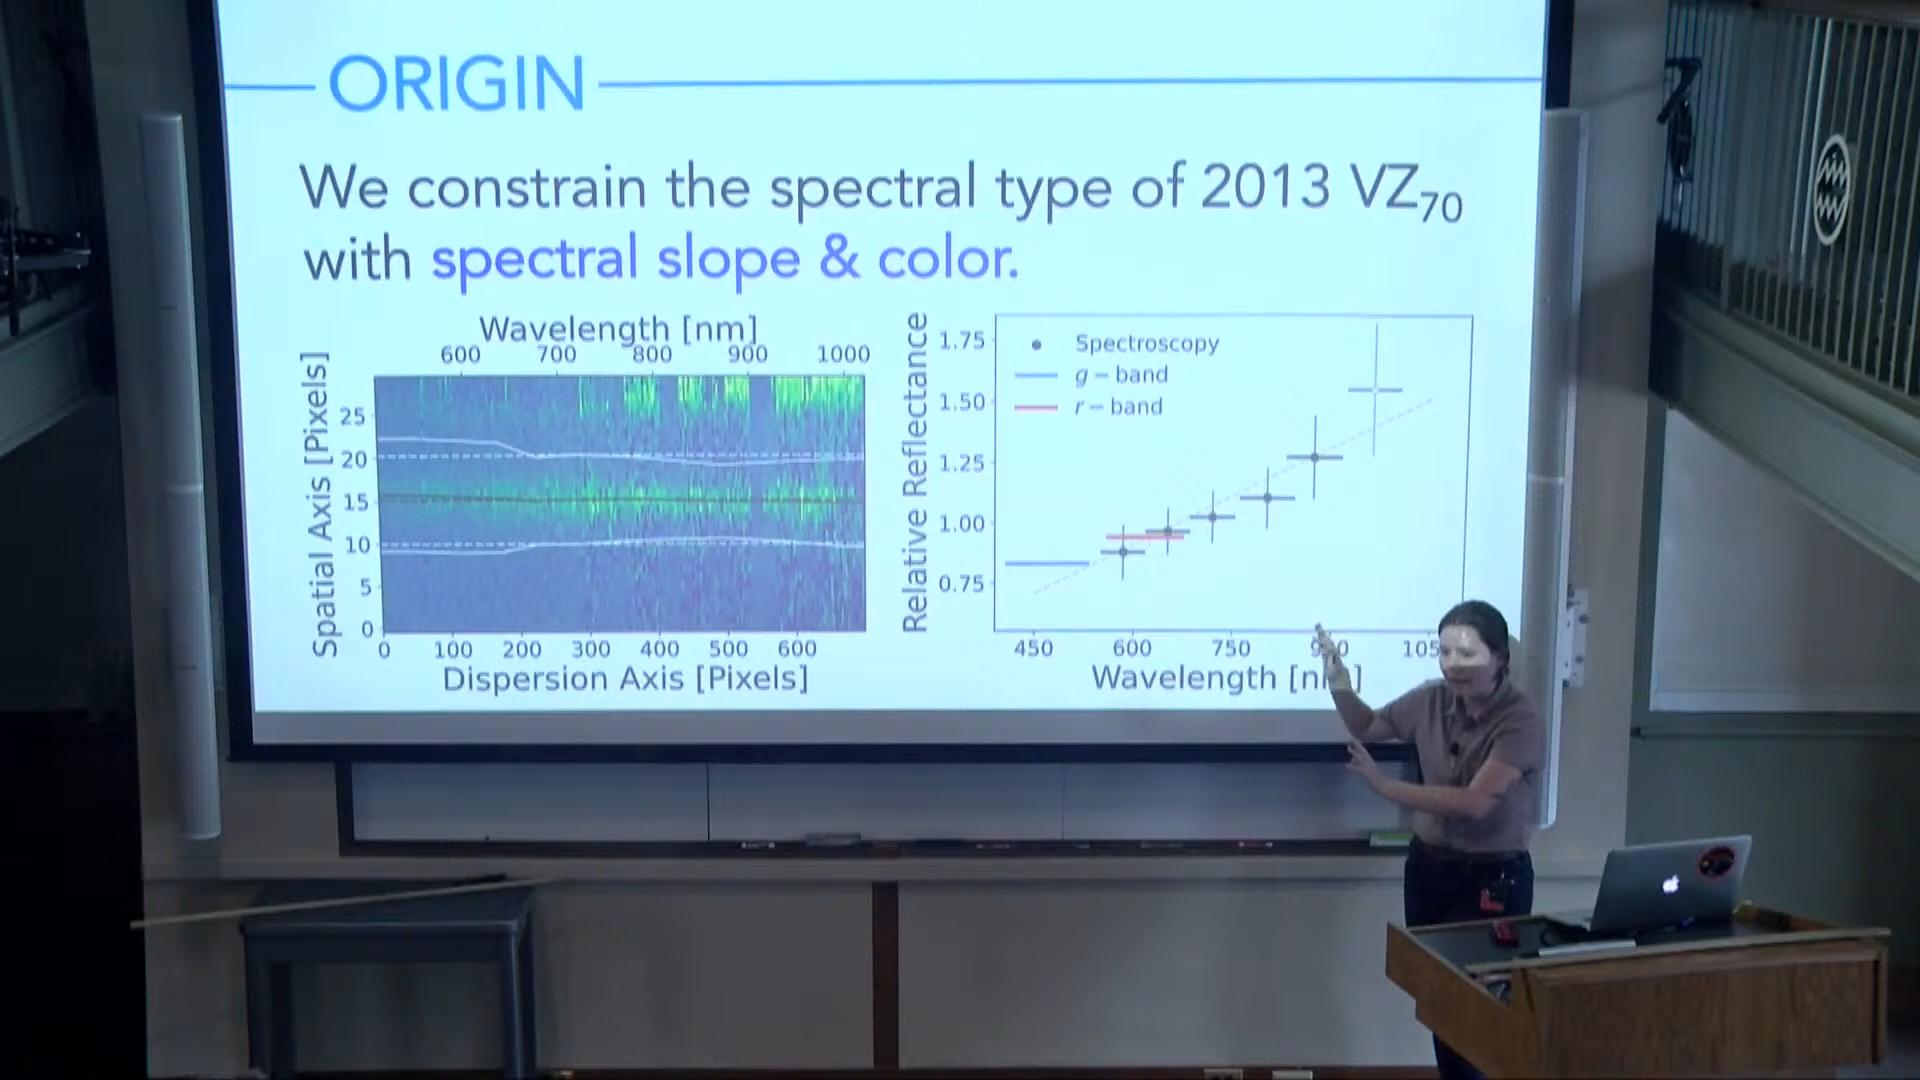 ORIGIN
We constrain the spectral type of 2013 VZ₇₀
with spectral slope & color.
Wavelength [nm]
600 700 800 900 1000
Spatial Axis [Pixels]
25
20
15
10
5
0
0 100 200 300 400 500 600
Dispersion Axis [Pixels]
Relative Reflectance
1.75
1.50
1.25
1.00
0.75
Spectroscopy
g – band
r – band
450 600 750
Wavelength